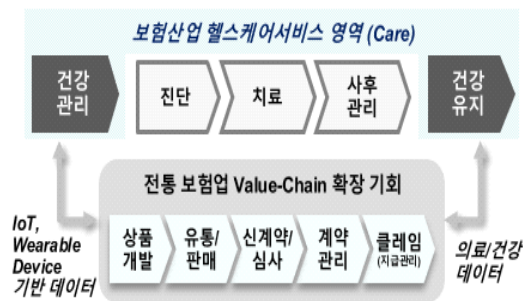 보험산업 헬스케어서비스 영역 (Care)
건강
관리
진단
치료
사후
관리
건강
유지
전통 보험업 Value-Chain 확장 기회
IoT,
Wearable
Device
기반 데이터
상품
개발
유통/
판매
신계약/
심사
계약
관리
클레임
(지급관리)
의료/건강
데이터